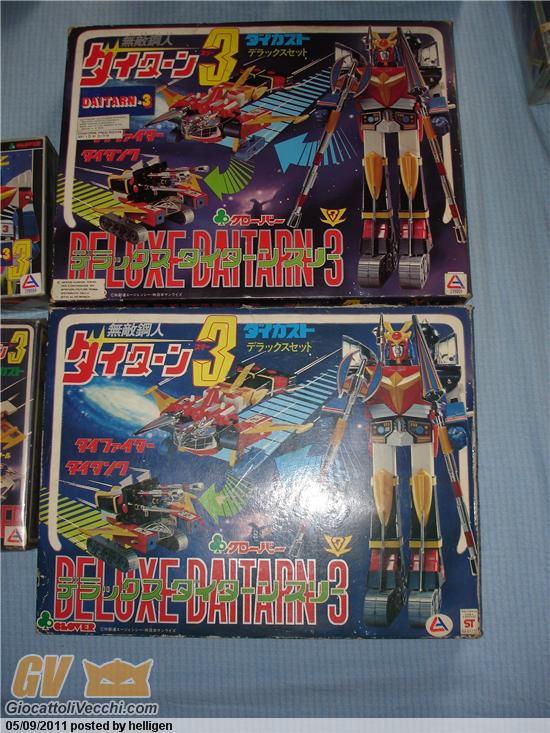 無敵鋼人
ダイターン3
ダイガスト
デラックスセット
DAITARN·3
ファイター
ダイタンク
クローバー
DELUXE DAITARN 3
デラックスダイターンスリー
CLOVER
3
3
無敵鋼人
ダイターン3
ダイガスト
デラックスセット
ダイファイター
ダイタンク
クローバー
DELUXE DAITARN 3
デラックスダイターンスリー
CLOVER
ST
3
GV
GiocattoliVecchi.com
05/09/2011 posted by helligen